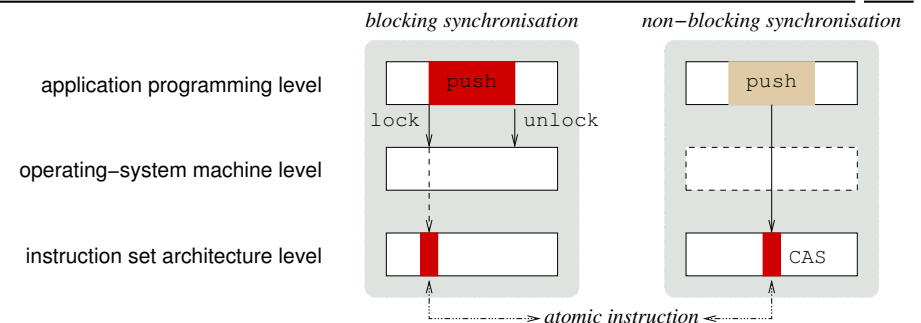 blocking synchronisation non−blocking synchronisation
application programming level push push
lock unlock
operating−system machine level
instruction set architecture level CAS
atomic instruction